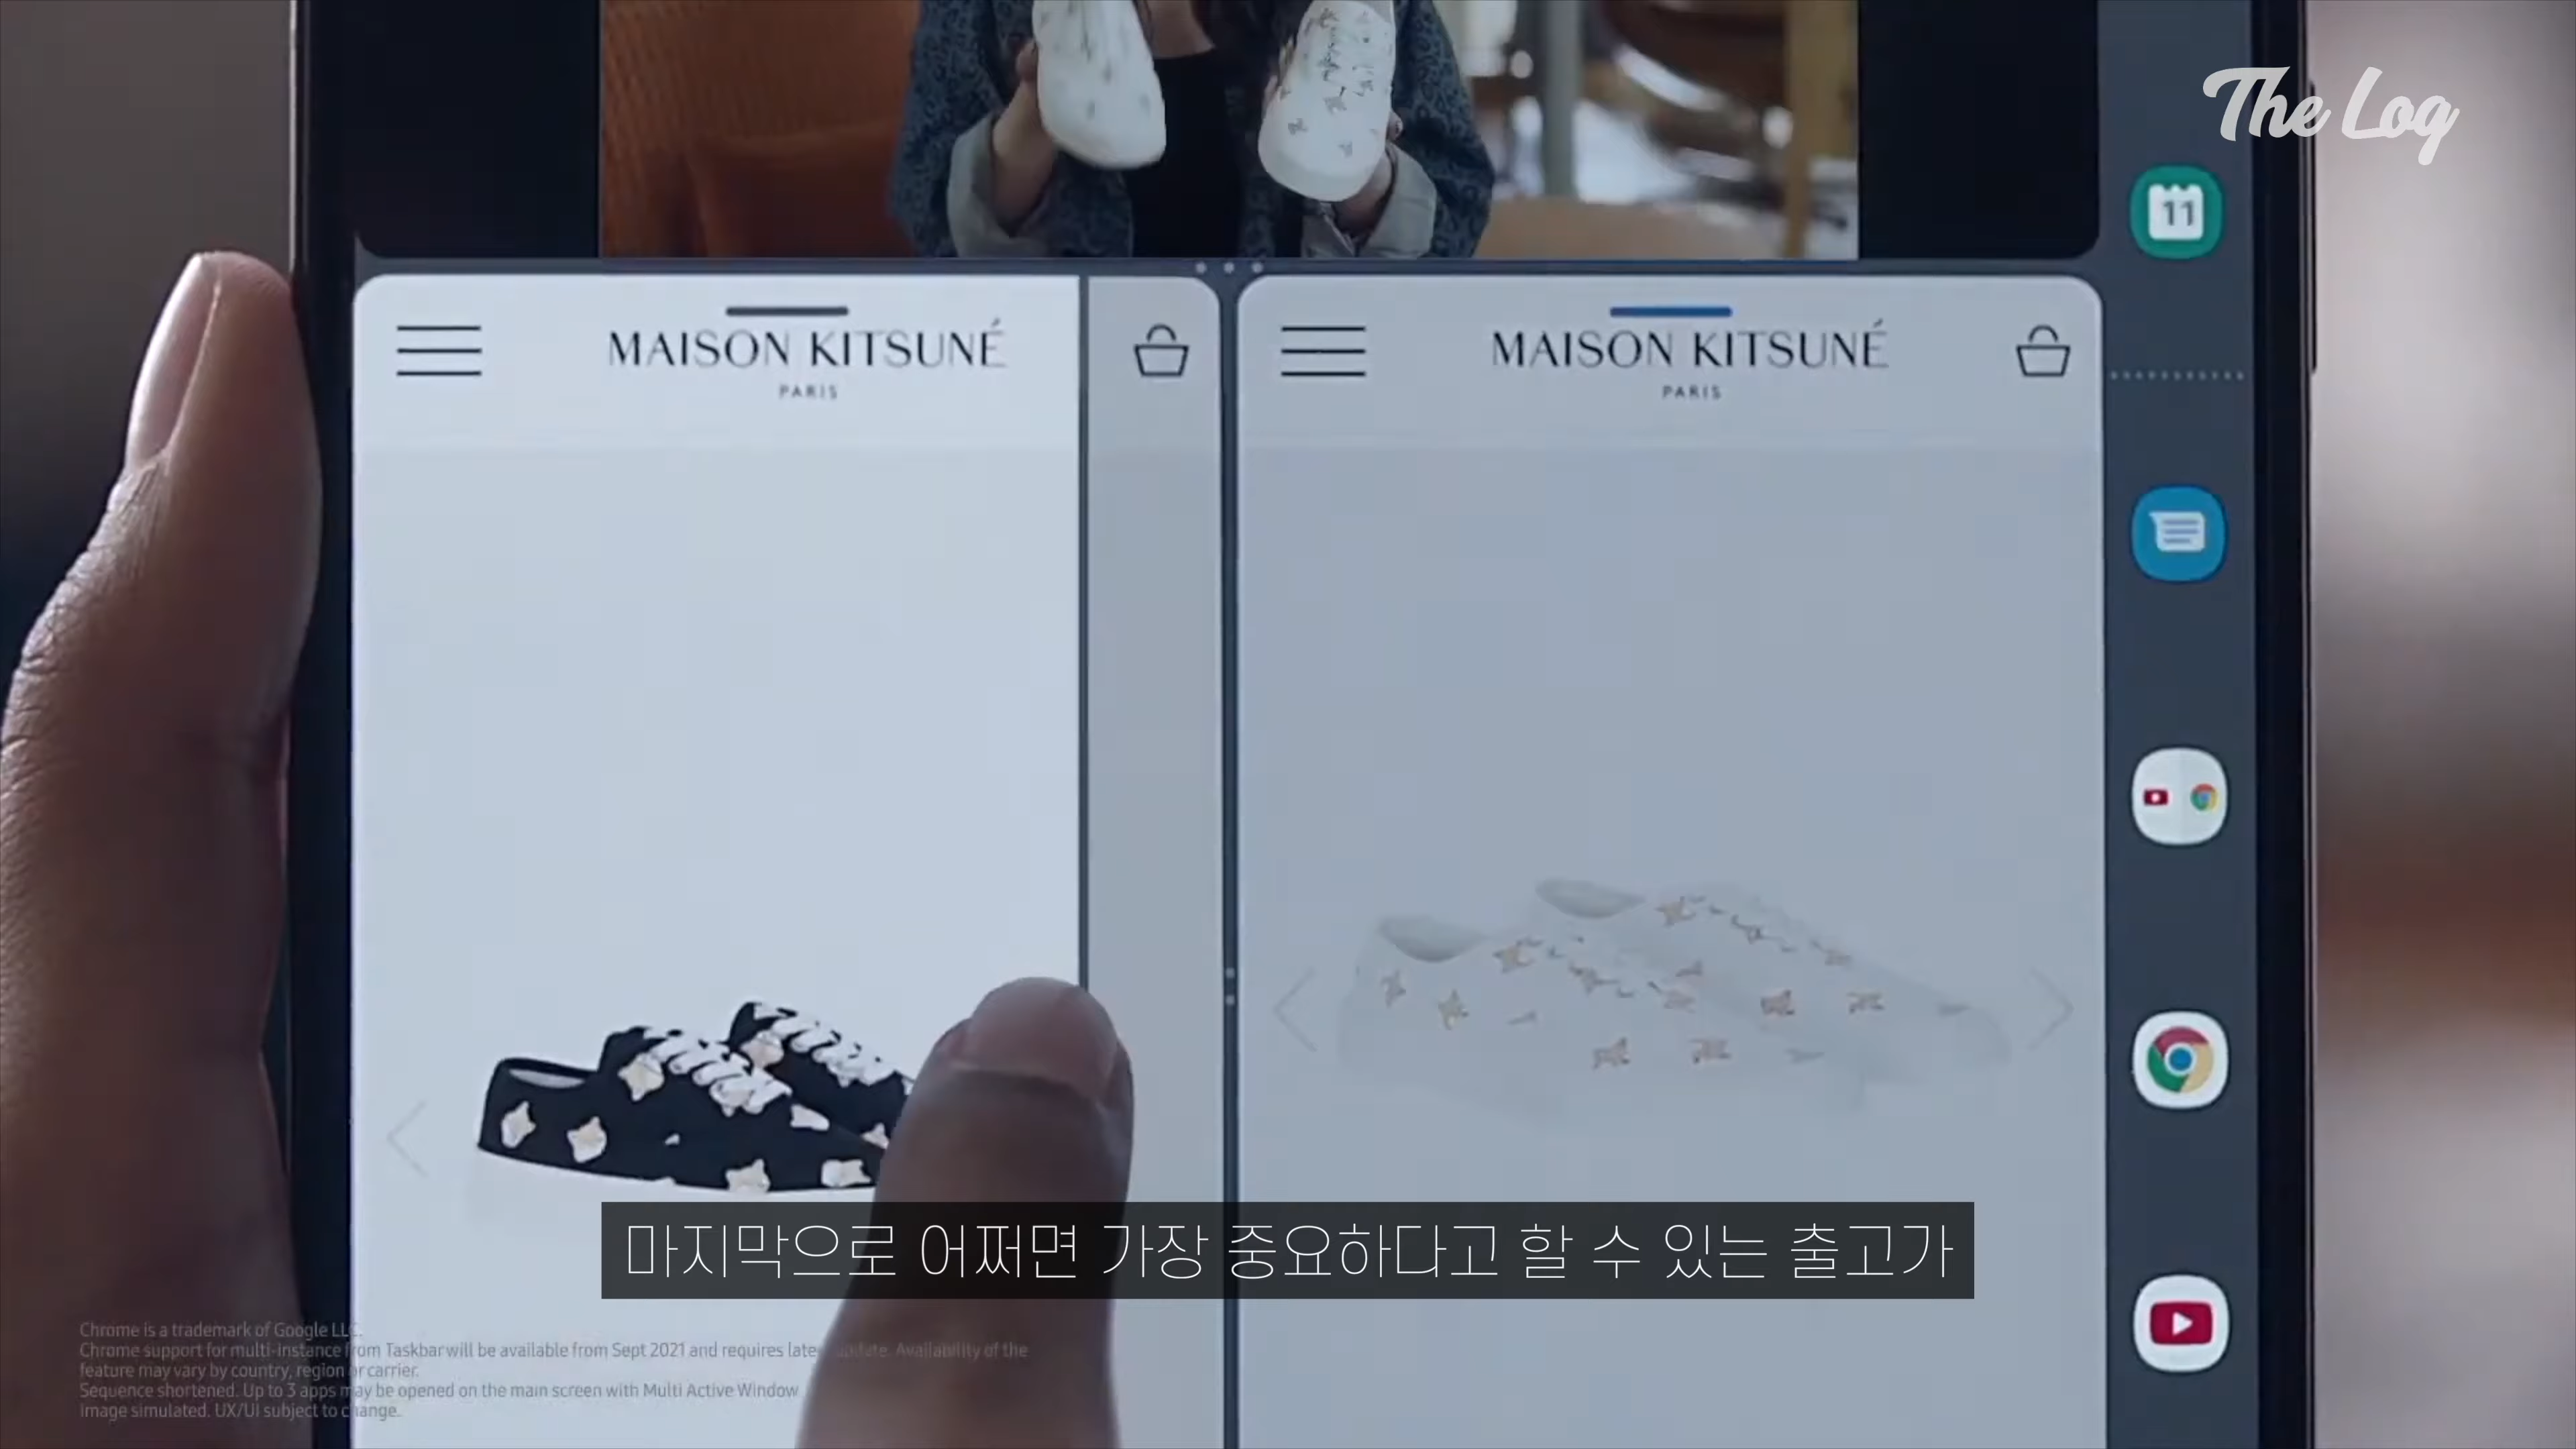 The Log
11
MAISON KITSUNÉ
PARIS
MAISON KITSUNÉ
PARIS
마지막으로 어쩌면 가장 중요하다고 할 수 있는 출고가
Chrome is a trademark of Google LLC.
Chrome support for multi-instance from Taskbar will be available from Sept 2021 and requires latest update. Availability of the
feature may vary by country, region or carrier.
Sequence shortened. Up to 3 apps may be opened on the main screen with Multi Active Window
Image simulated. UX/UI subject to change.